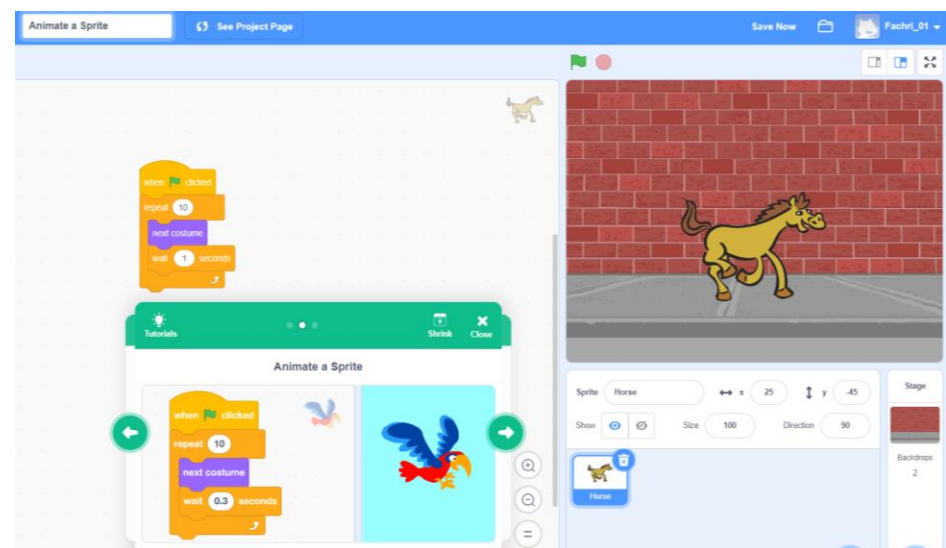 Animate a Sprite
See Project Page
Save Now
Fachri_01
when clicked
repeat 10
next costume
wait 1 seconds
Tutorials
Shrink
Close
Animate a Sprite
when clicked
repeat 10
next costume
wait 0.3 seconds
Sprite Horse x 25 y -45
Show Size 100 Direction 90
Horse
Stage
Backdrops
2